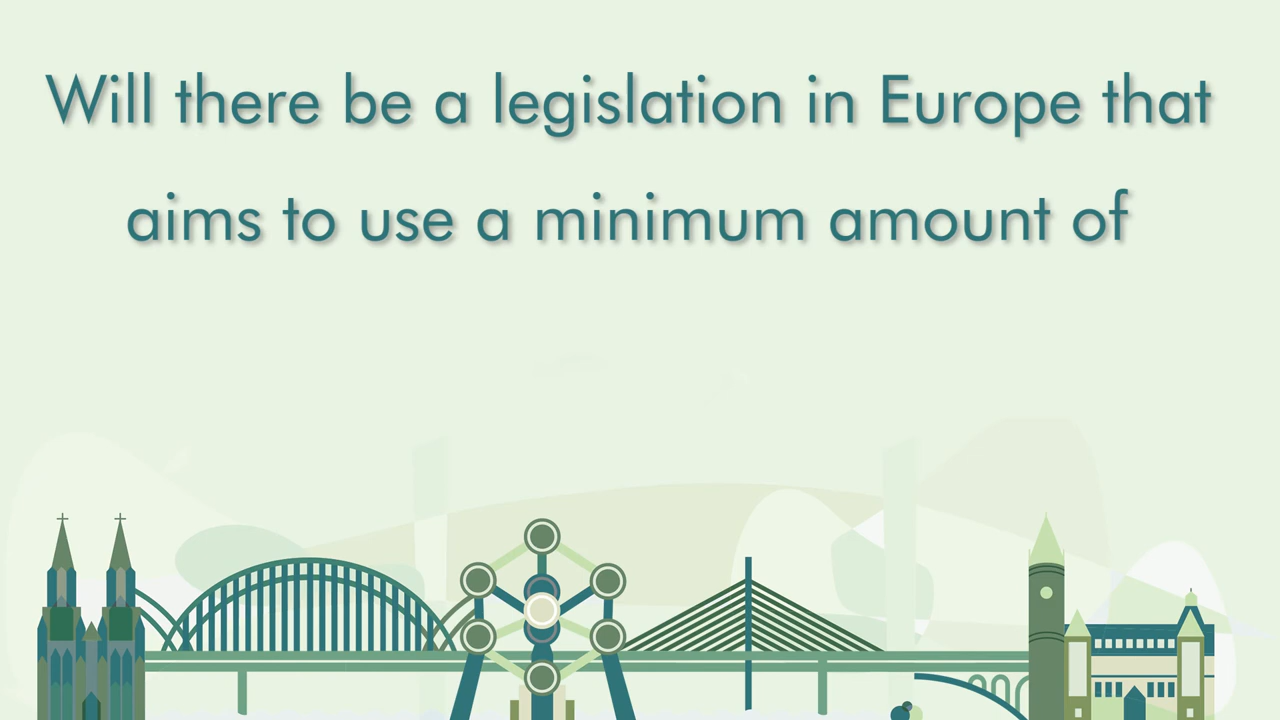 Will there be a legislation in Europe that
aims to use a minimum amount of